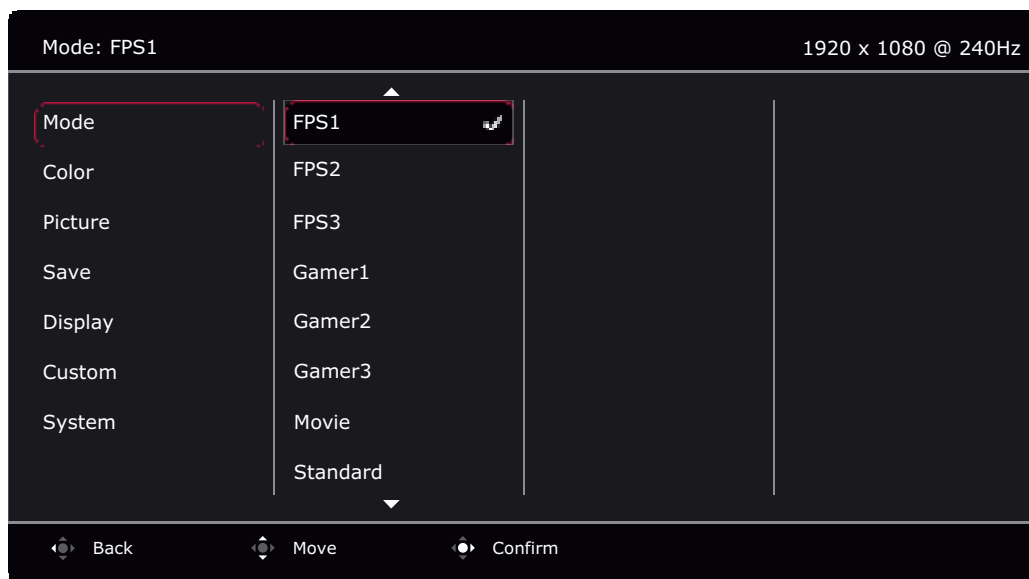 Mode: FPS1
1920 x 1080 @ 240Hz
Mode
Color
Picture
Save
Display
Custom
System
FPS1
FPS2
FPS3
Gamer1
Gamer2
Gamer3
Movie
Standard
Back
Move
Confirm